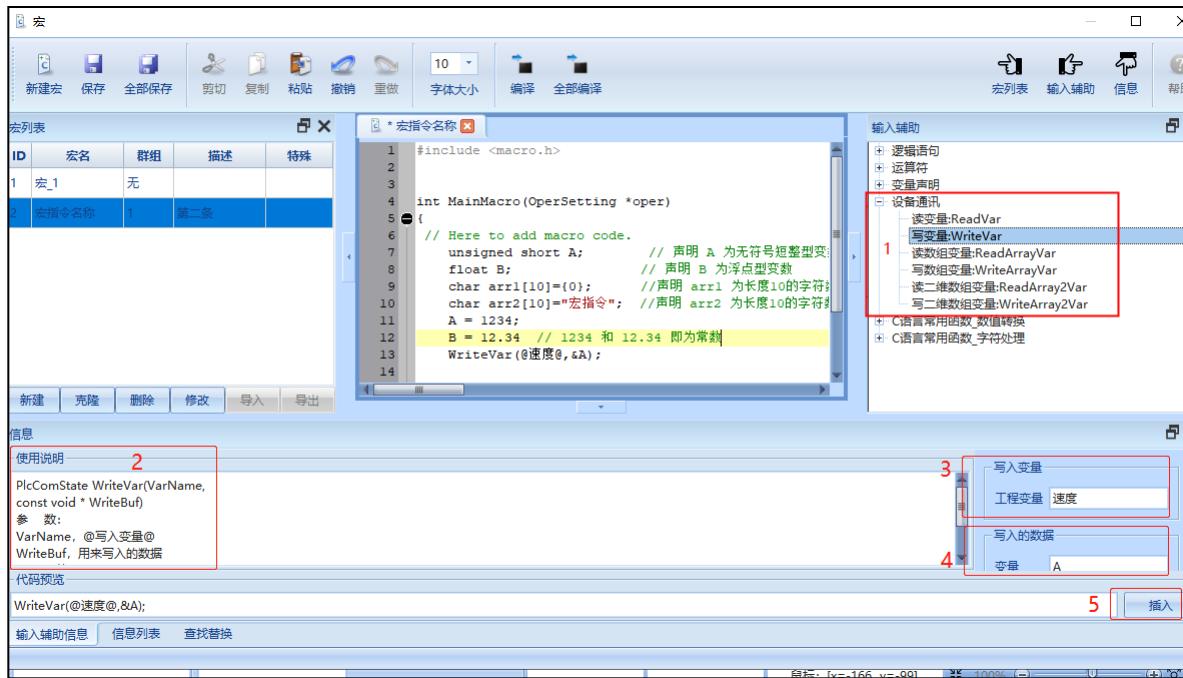 宏
新建宏 保存 全部保存 剪切 复制 粘贴 撤销 重做 10 字体大小 编译 全部编译 宏列表 输入辅助 信息
宏列表
ID 宏名 群组 描述 特殊
1 宏_1 无
2 宏指令名称 1 第二条
新建 克隆 删除 修改 导入 导出
* 宏指令名称
1 #include <macro.h>
2
3
4 int MainMacro(OperSetting *oper)
5 {
6 // Here to add macro code.
7 unsigned short A; // 声明 A 为无符号短整型变
8 float B; // 声明 B 为浮点型变数
9 char arr1[10]={0}; //声明 arr1 为长度10的字符
10 char arr2[10]="宏指令"; //声明 arr2 为长度10的字符
11 A = 1234;
12 B = 12.34 // 1234 和 12.34 即为常数
13 WriteVar(@速度@,&A);
14
输入辅助
逻辑语句
运算符
变量声明
设备通讯
读变量:ReadVar
1 写变量:WriteVar
读数组变量:ReadArrayVar
写数组变量:WriteArrayVar
读二维数组变量:ReadArray2Var
写二维数组变量:WriteArray2Var
C语言常用函数_数值转换
C语言常用函数_字符处理
信息
使用说明 2
PlcComState WriteVar(VarName,
const void * WriteBuf)
参 数:
VarName，@写入变量@
WriteBuf，用来写入的数据
3 写入变量
工程变量 速度
写入的数据
4 变量 A
代码预览
WriteVar(@速度@,&A);
5 插入
输入辅助信息 信息列表 查找替换
鼠标: [x=-166 y=-99] 100%